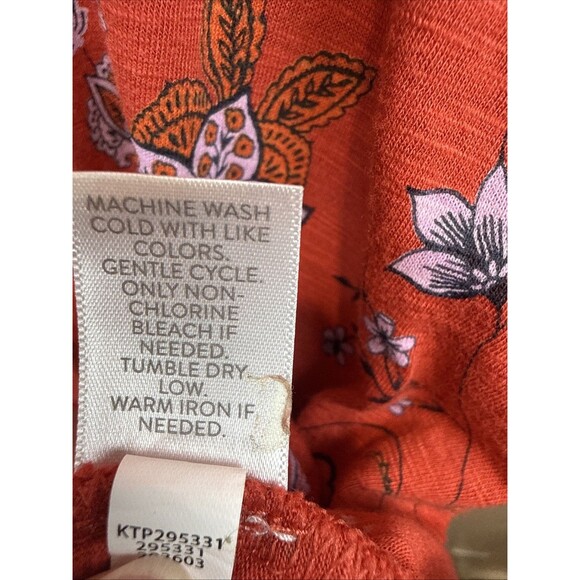 MACHINE WASH
COLD WITH LIKE
COLORS.
GENTLE CYCLE.
ONLY NON-
CHLORINE
BLEACH IF
NEEDED.
TUMBLE DRY
LOW.
WARM IRON IF
NEEDED.
KTP295331
295331